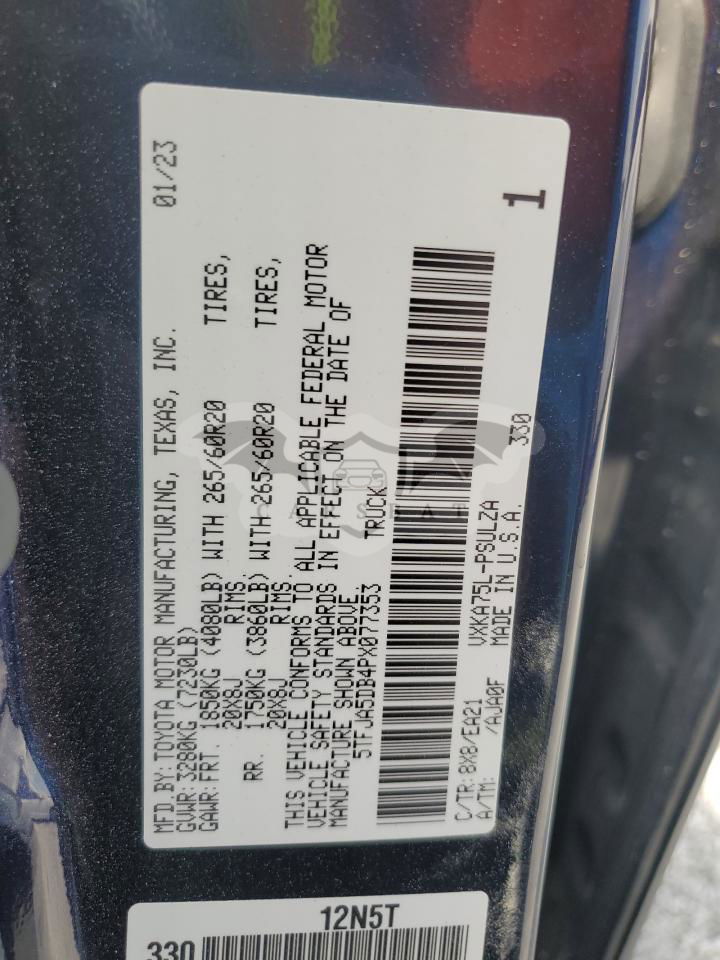 MFD.BY:TOYOTA MOTOR MANUFACTURING, TEXAS, INC. 01/23
GVWR:3280KG (7230LB)
GAWR:FRT. 1850KG (4080LB) WITH 265/60R20 TIRES,
20X8J RIMS.
RR. 1750KG (3860LB) WITH 265/60R20 TIRES,
20X8J RIMS.
THIS VEHICLE CONFORMS TO ALL APPLICABLE FEDERAL MOTOR
VEHICLE SAFETY STANDARDS IN EFFECT ON THE DATE OF
MANUFACTURE SHOWN ABOVE
5TFJA5DB4PX077353 TRUCK
1
C/TR:8X8/EA21 VXKA75L-PSULZA 330
A/TM: /AJA0F MADE IN U.S.A.
CARSBAT
12N5T
330